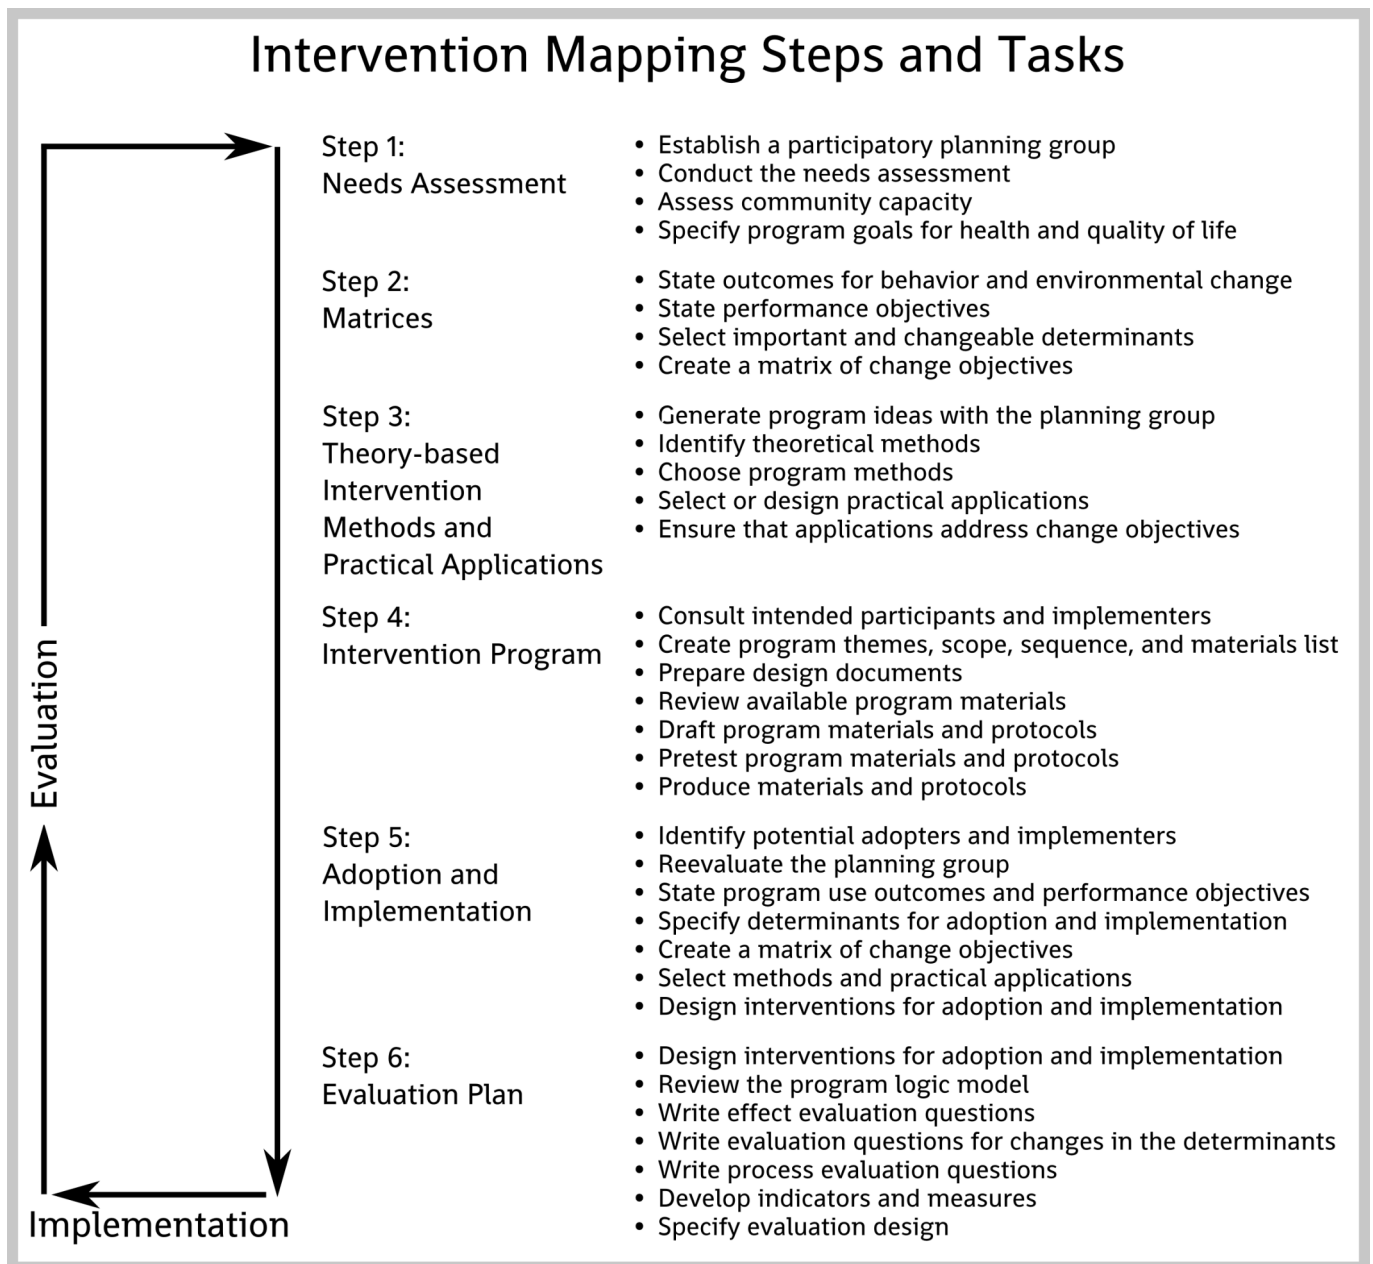 Intervention Mapping Steps and Tasks
Step 1:
Needs Assessment
• Establish a participatory planning group
• Conduct the needs assessment
• Assess community capacity
• Specify program goals for health and quality of life
Step 2:
Matrices
• State outcomes for behavior and environmental change
• State performance objectives
• Select important and changeable determinants
• Create a matrix of change objectives
Step 3:
Theory-based
Intervention
Methods and
Practical Applications
• Generate program ideas with the planning group
• Identify theoretical methods
• Choose program methods
• Select or design practical applications
• Ensure that applications address change objectives
Step 4:
Intervention Program
• Consult intended participants and implementers
• Create program themes, scope, sequence, and materials list
• Prepare design documents
• Review available program materials
• Draft program materials and protocols
• Pretest program materials and protocols
• Produce materials and protocols
Step 5:
Adoption and
Implementation
• Identify potential adopters and implementers
• Reevaluate the planning group
• State program use outcomes and performance objectives
• Specify determinants for adoption and implementation
• Create a matrix of change objectives
• Select methods and practical applications
• Design interventions for adoption and implementation
Step 6:
Evaluation Plan
• Design interventions for adoption and implementation
• Review the program logic model
• Write effect evaluation questions
• Write evaluation questions for changes in the determinants
• Write process evaluation questions
• Develop indicators and measures
• Specify evaluation design
Implementation
Evaluation